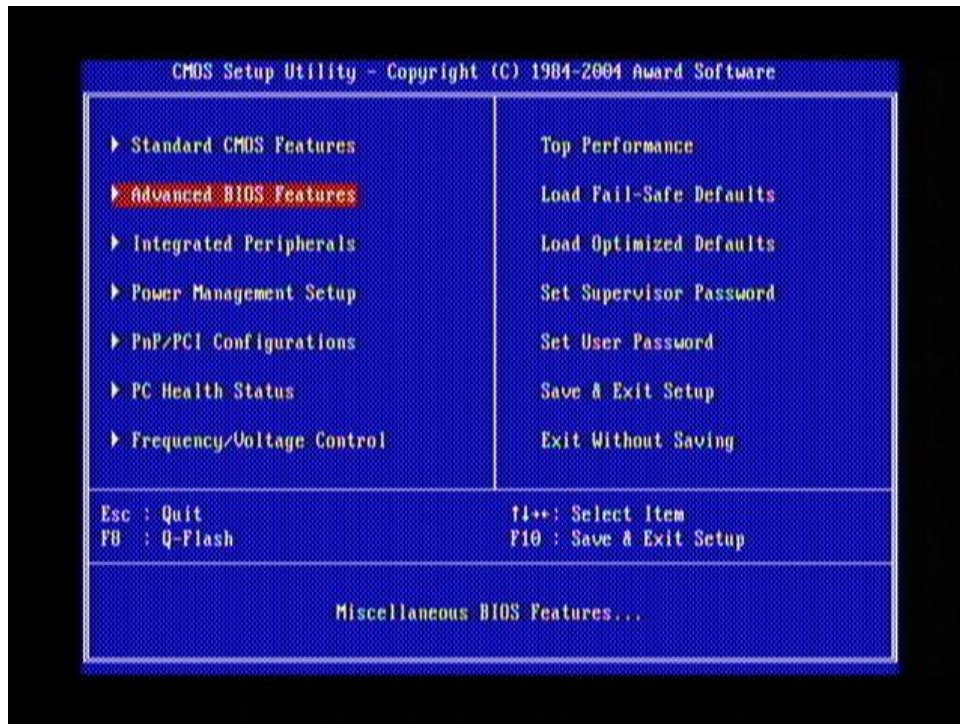 CMOS Setup Utility - Copyright (C) 1984-2004 Award Software
Standard CMOS Features
Advanced BIOS Features
Integrated Peripherals
Power Management Setup
PnP/PCI Configurations
PC Health Status
Frequency/Voltage Control
Top Performance
Load Fail-Safe Defaults
Load Optimized Defaults
Set Supervisor Password
Set User Password
Save & Exit Setup
Exit Without Saving
Esc : Quit
F8 : Q-Flash
↑↓→←: Select Item
F10 : Save & Exit Setup
Miscellaneous BIOS Features...